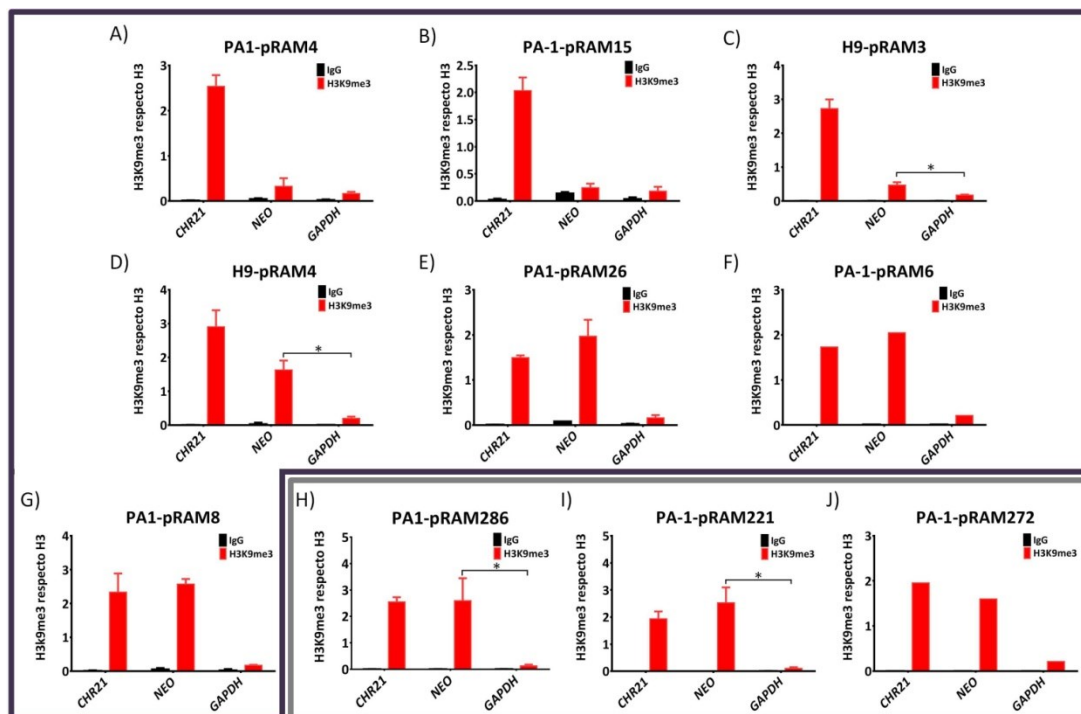 A)
PA1-pRAM4
H3K9me3 respecto H3
3
2
1
0
IgG
H3K9me3
CHR21
NEO
GAPDH
B)
PA-1-pRAM15
H3K9me3 respecto H3
2.5
2.0
1.5
1.0
0.5
0.0
IgG
H3K9me3
CHR21
NEO
GAPDH
C)
H9-pRAM3
H3K9me3 respecto H3
4
3
2
1
0
IgG
H3K9me3
*
CHR21
NEO
GAPDH
D)
H9-pRAM4
H3K9me3 respecto H3
4
3
2
1
0
IgG
H3K9me3
*
CHR21
NEO
GAPDH
E)
PA1-pRAM26
H3K9me3 respecto H3
3
2
1
0
IgG
H3K9me3
CHR21
NEO
GAPDH
F)
PA-1-pRAM6
H3K9me3 respecto H3
3
2
1
0
IgG
H3K9me3
CHR21
NEO
GAPDH
G)
PA1-pRAM8
H3k9me3 respecto H3
4
3
2
1
0
IgG
H3K9me3
CHR21
NEO
GAPDH
H)
PA1-pRAM286
H3K9me3 respecto H3
5
4
3
2
1
0
IgG
H3K9me3
*
CHR21
NEO
GAPDH
I)
PA-1-pRAM221
H3K9me3 respecto H3
5
4
3
2
1
0
IgG
H3K9me3
*
CHR21
NEO
GAPDH
J)
PA-1-pRAM272
H3K9me3 respecto H3
3
2
1
0
IgG
H3K9me3
CHR21
NEO
GAPDH